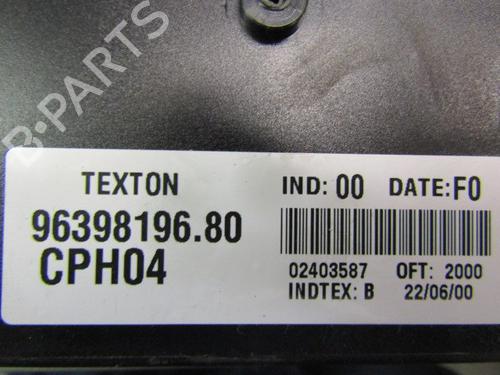 B·PARTS
TEXTON IND: 00 DATE: F0
96398196.80
CPH04
02403587 OFT: 2000
INDTEX: B 22/06/00